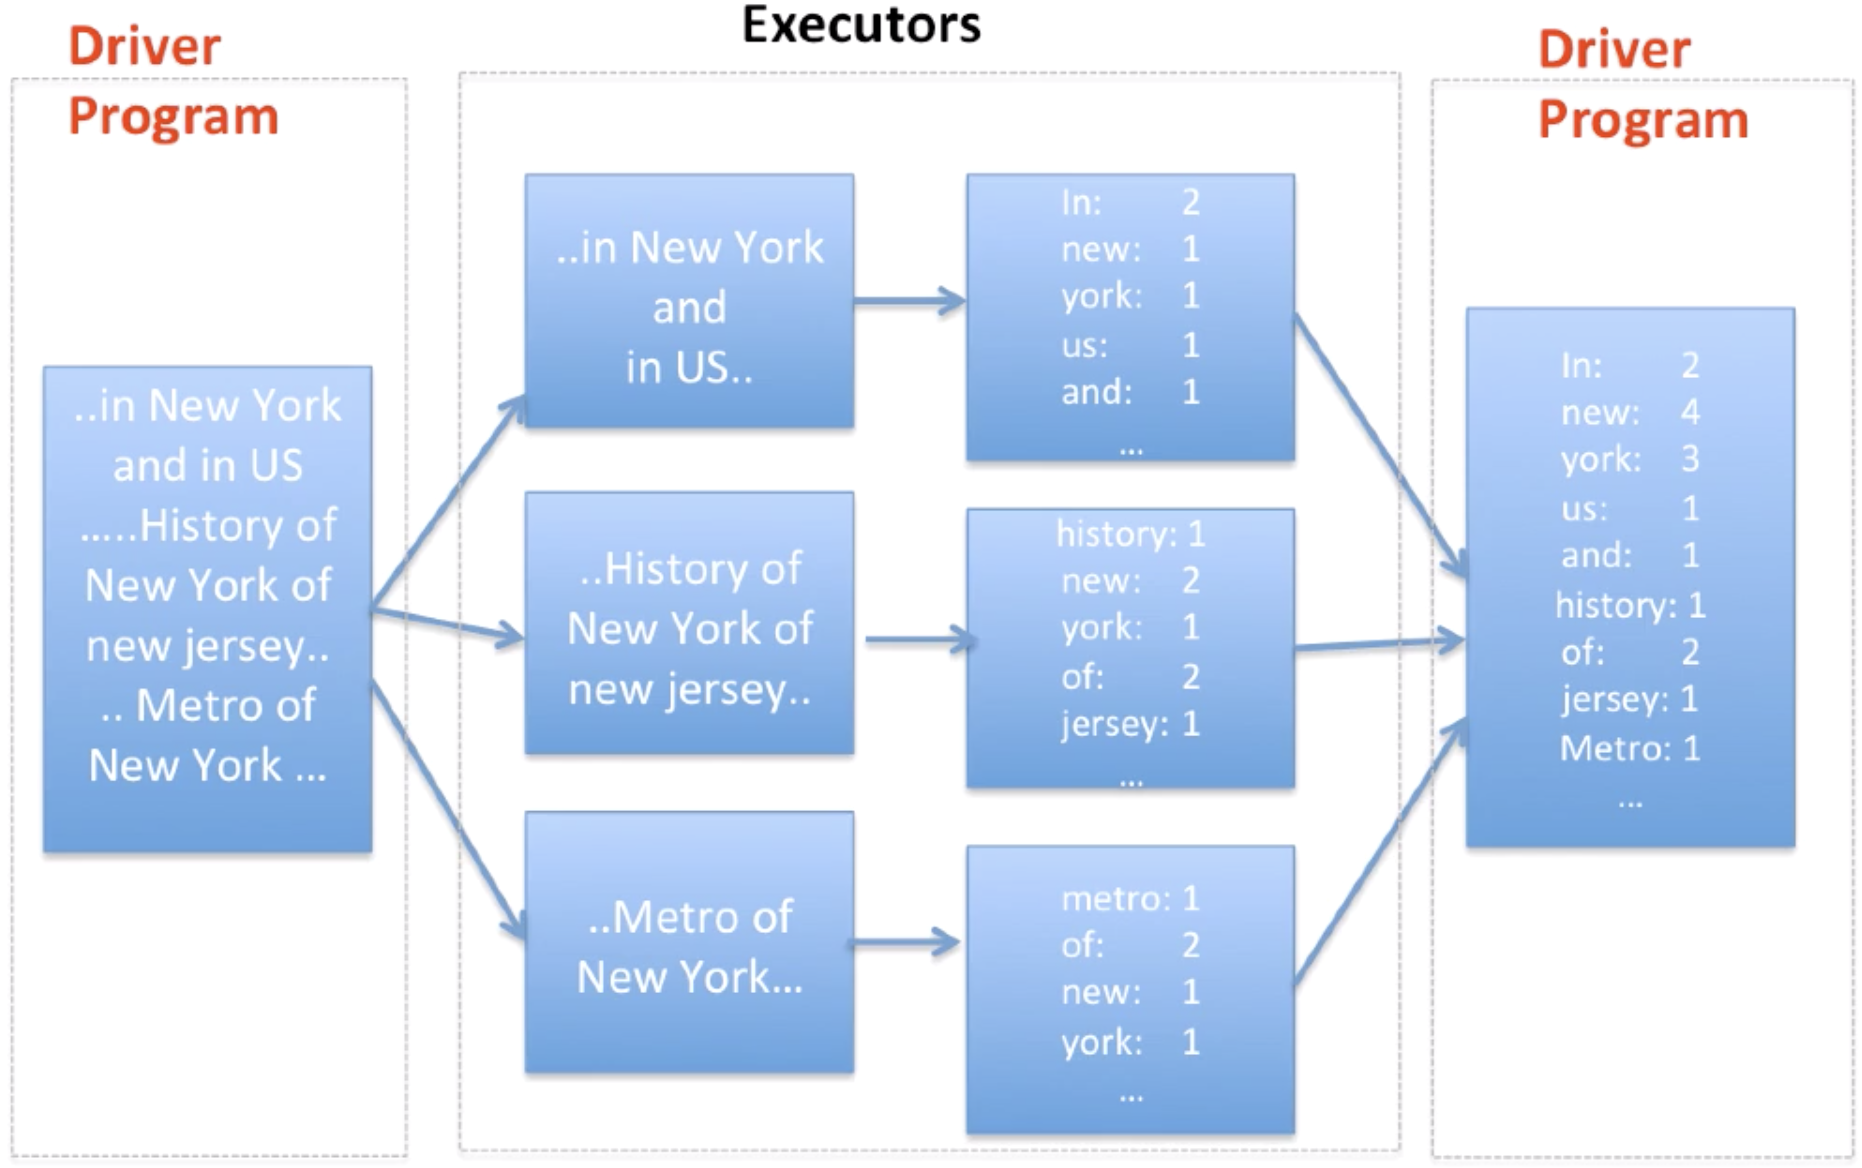 Driver
Program
..in New York
and in US
.....History of
New York of
new jersey..
.. Metro of
New York ...
Executors
..in New York
and
in US..
In: 2
new: 1
york: 1
us: 1
and: 1
...
..History of
New York of
new jersey..
history: 1
new: 2
york: 1
of: 2
jersey: 1
...
..Metro of
New York...
metro: 1
of: 2
new: 1
york: 1
...
Driver
Program
In: 2
new: 4
york: 3
us: 1
and: 1
history: 1
of: 2
jersey: 1
Metro: 1
...